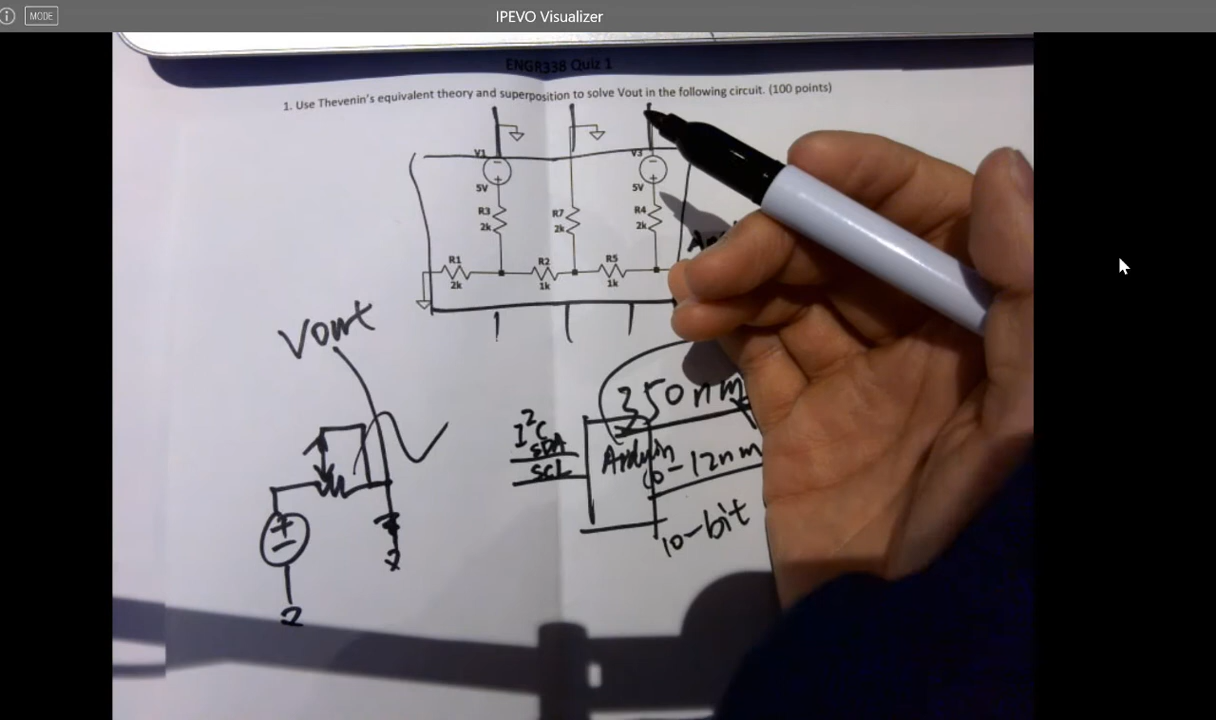 MODE
IPEVO Visualizer
ENGR338 Quiz 1
1. Use Thevenin's equivalent theory and superposition to solve Vout in the following circuit. (100 points)
V1
V3
5V
5V
R3
R7
R4
2k
2k
2k
R1
R2
R5
2k
1k
1k
Vout
350nm
I²C
SDA
SCL
10-12nm
10-bit